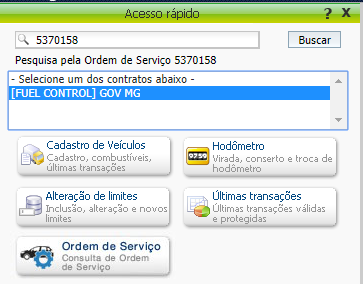 Acesso rápido ? X
5370158 Buscar
Pesquisa pela Ordem de Serviço 5370158
- Selecione um dos contratos abaixo -
[FUEL CONTROL] GOV MG
Cadastro de Veículos
Cadastro, combustíveis,
últimas transações
Hodômetro
Virada, conserto e troca de
hodômetro
9759
Alteração de limites
Inclusão, alteração e novos
limites
Últimas transações
Últimas transações válidas
e protegidas
Ordem de Serviço
Consulta de Ordem
de Serviço